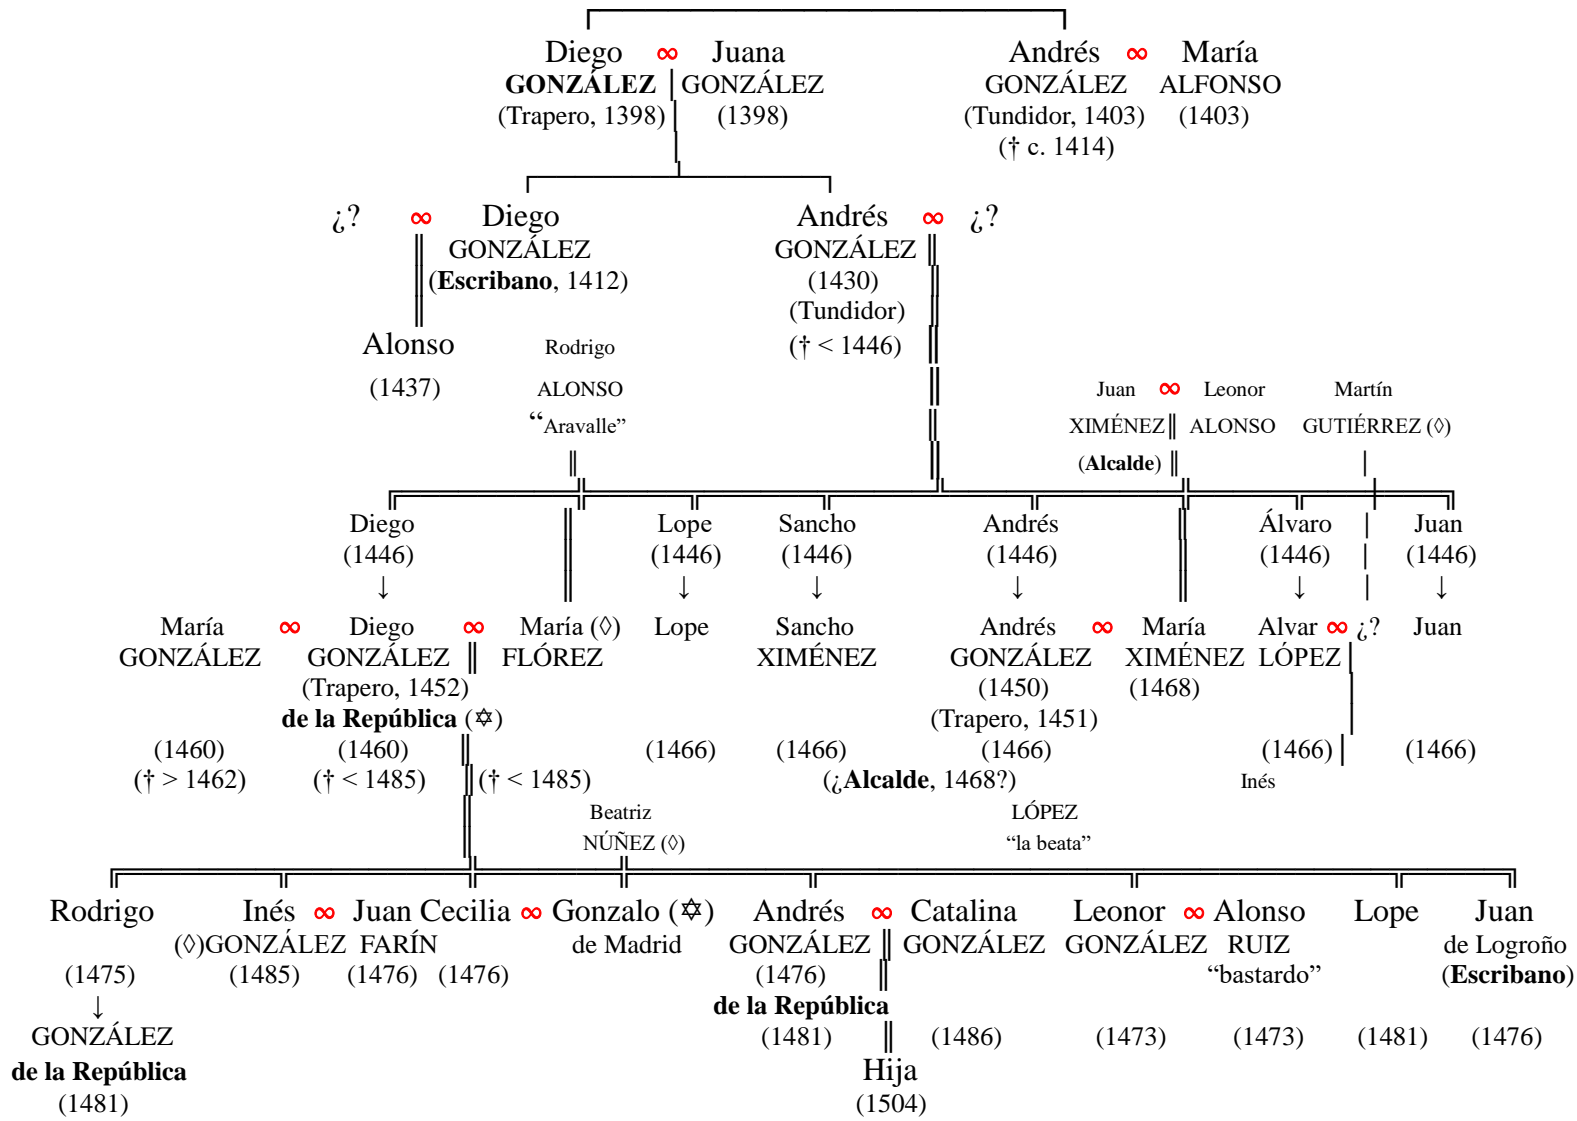 Diego ∞ Juana Andrés ∞ María
GONZÁLEZ GONZÁLEZ GONZÁLEZ ALFONSO
(Trapero, 1398) (1398) (Tundidor, 1403) (1403)
(† c. 1414)
¿? ∞ Diego Andrés ∞ ¿?
GONZÁLEZ GONZÁLEZ
(Escribano, 1412) (1430)
(Tundidor)
Alonso Rodrigo († < 1446)
(1437) ALONSO Juan ∞ Leonor Martín
“Aravalle” XIMÉNEZ ALONSO GUTIÉRREZ (◊)
(Alcalde)
Diego Lope Sancho Andrés Álvaro Juan
(1446) (1446) (1446) (1446) (1446) (1446)
↓ ↓ ↓ ↓ ↓ ↓
María ∞ Diego ∞ María (◊) Lope Sancho Andrés ∞ María Alvar ∞ ¿? Juan
GONZÁLEZ GONZÁLEZ FLÓREZ XIMÉNEZ GONZÁLEZ XIMÉNEZ LÓPEZ
(Trapero, 1452) (1450) (1468)
de la República (✡) (Trapero, 1451)
(1460) (1460) (1466) (1466) (1466) (1466) (1466)
(† > 1462) († < 1485) († < 1485) (¿Alcalde, 1468?) Inés
Beatriz LÓPEZ
NÚÑEZ (◊) “la beata”
Rodrigo Inés ∞ Juan Cecilia ∞ Gonzalo (✡) Andrés ∞ Catalina Leonor ∞ Alonso Lope Juan
(◊)GONZÁLEZ FARÍN de Madrid GONZÁLEZ GONZÁLEZ GONZÁLEZ RUIZ de Logroño
(1475) (1485) (1476) (1476) (1476) “bastardo” (Escribano)
↓ de la República
GONZÁLEZ (1481) (1486) (1473) (1473) (1481) (1476)
de la República Hija
(1481) (1504)